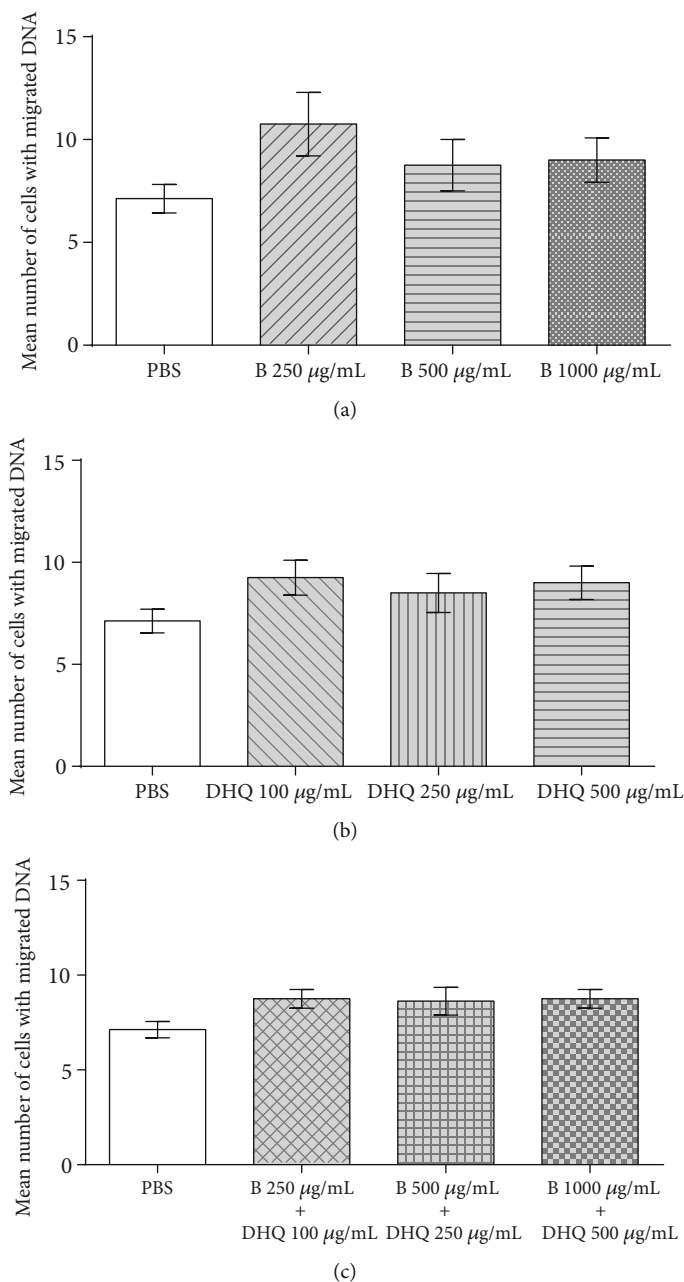 Mean number of cells with migrated DNA
15
10
5
0
PBS
B 250 μg/mL
B 500 μg/mL
B 1000 μg/mL
(a)
Mean number of cells with migrated DNA
15
10
5
0
PBS
DHQ 100 μg/mL
DHQ 250 μg/mL
DHQ 500 μg/mL
(b)
Mean number of cells with migrated DNA
15
10
5
0
PBS
B 250 μg/mL
+
DHQ 100 μg/mL
B 500 μg/mL
+
DHQ 250 μg/mL
B 1000 μg/mL
+
DHQ 500 μg/mL
(c)